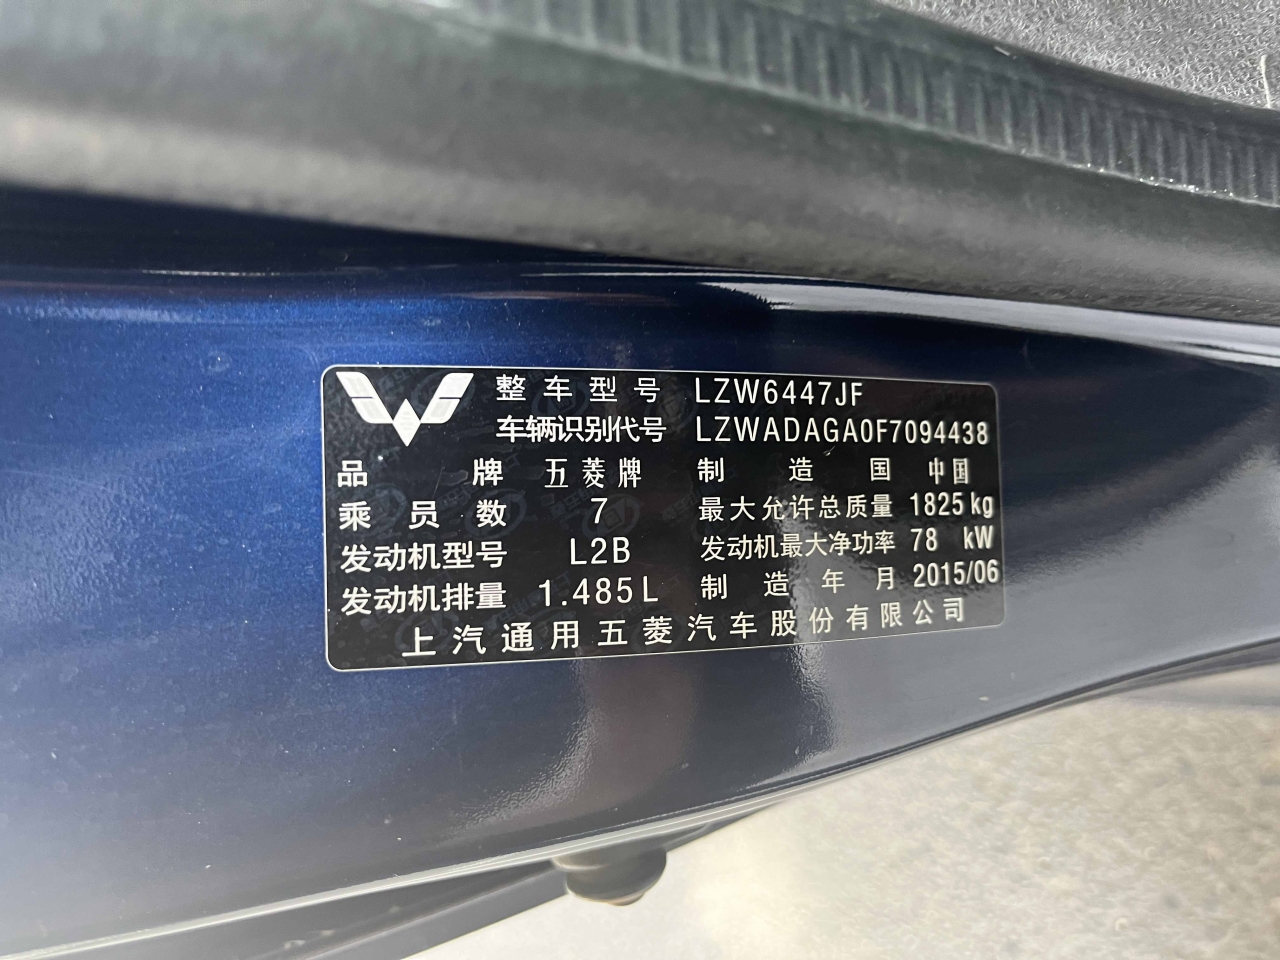 整车型号 LZW6447JF
车辆识别代号 LZWADAGA0F7094438
品牌 五菱牌 制造国 中国
乘员数 7 最大允许总质量 1825kg
发动机型号 L2B 发动机最大净功率 78 kW
发动机排量 1.485L 制造年月 2015/06
上汽通用五菱汽车股份有限公司